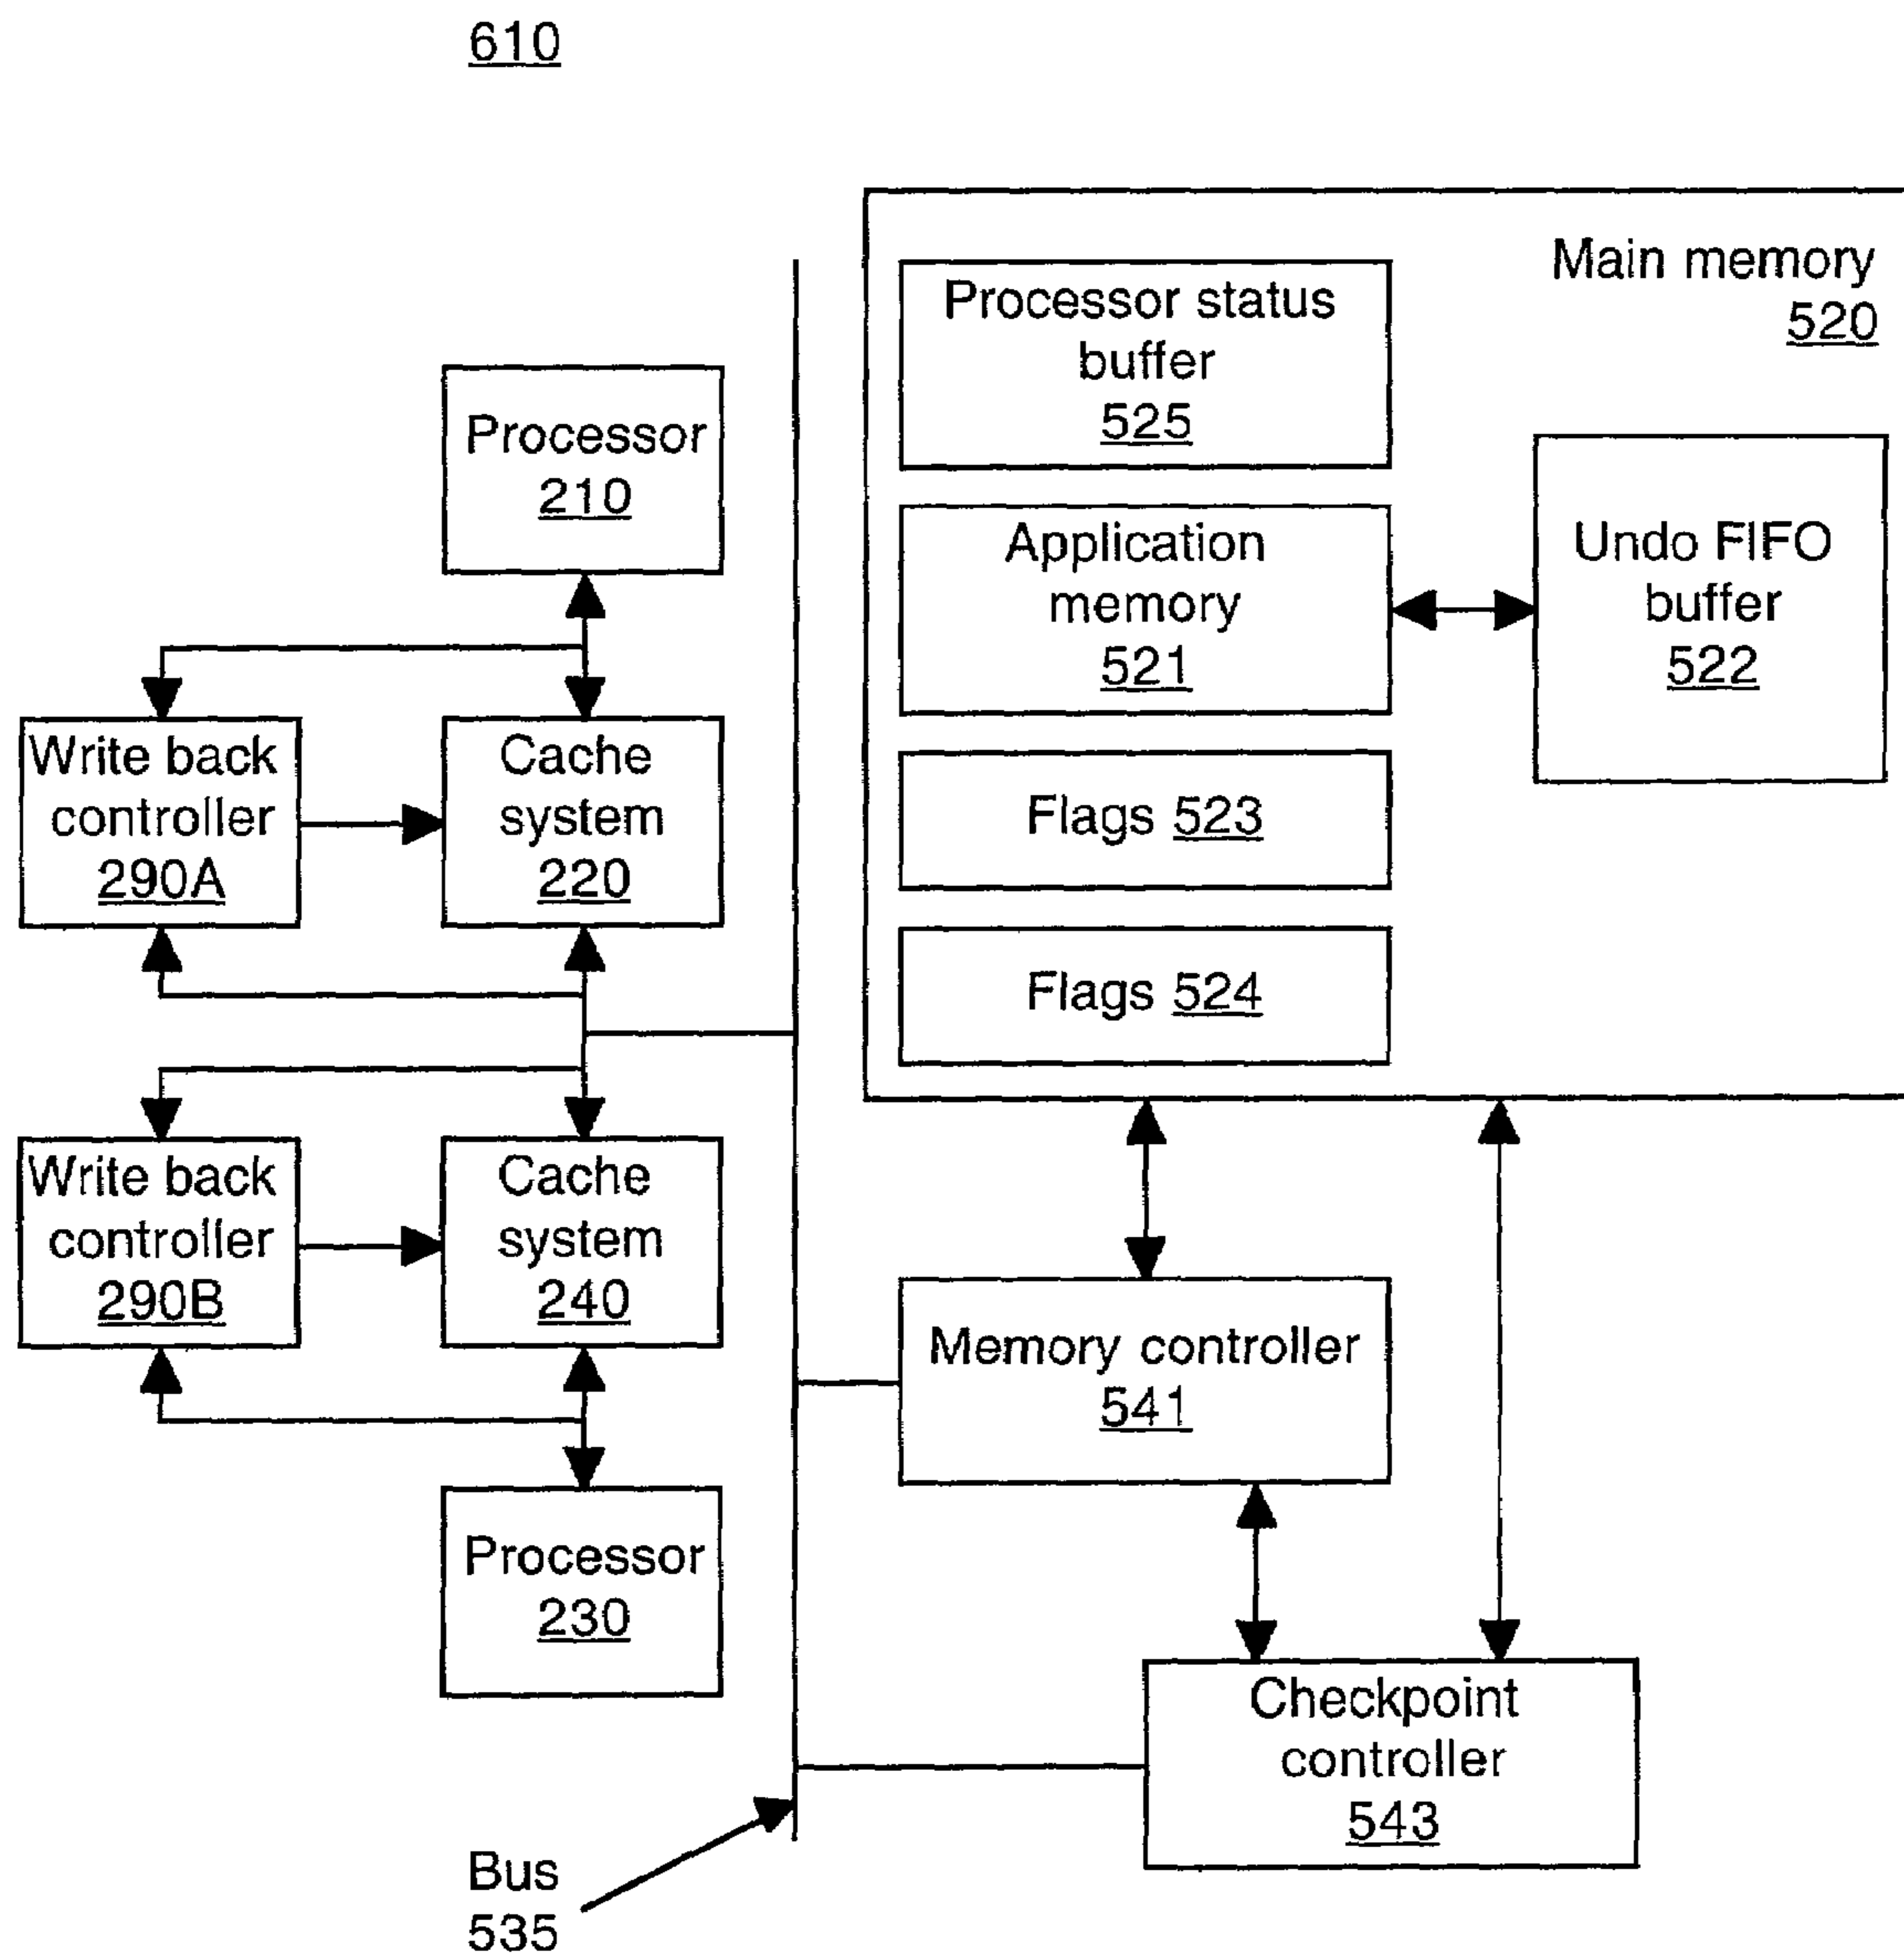 610
Main memory
520
Processor status
buffer
525
Processor
210
Application
memory
521
Undo FIFO
buffer
522
Write back
controller
290A
Cache
system
220
Flags 523
Flags 524
Write back
controller
290B
Cache
system
240
Memory controller
541
Processor
230
Checkpoint
controller
543
Bus
535